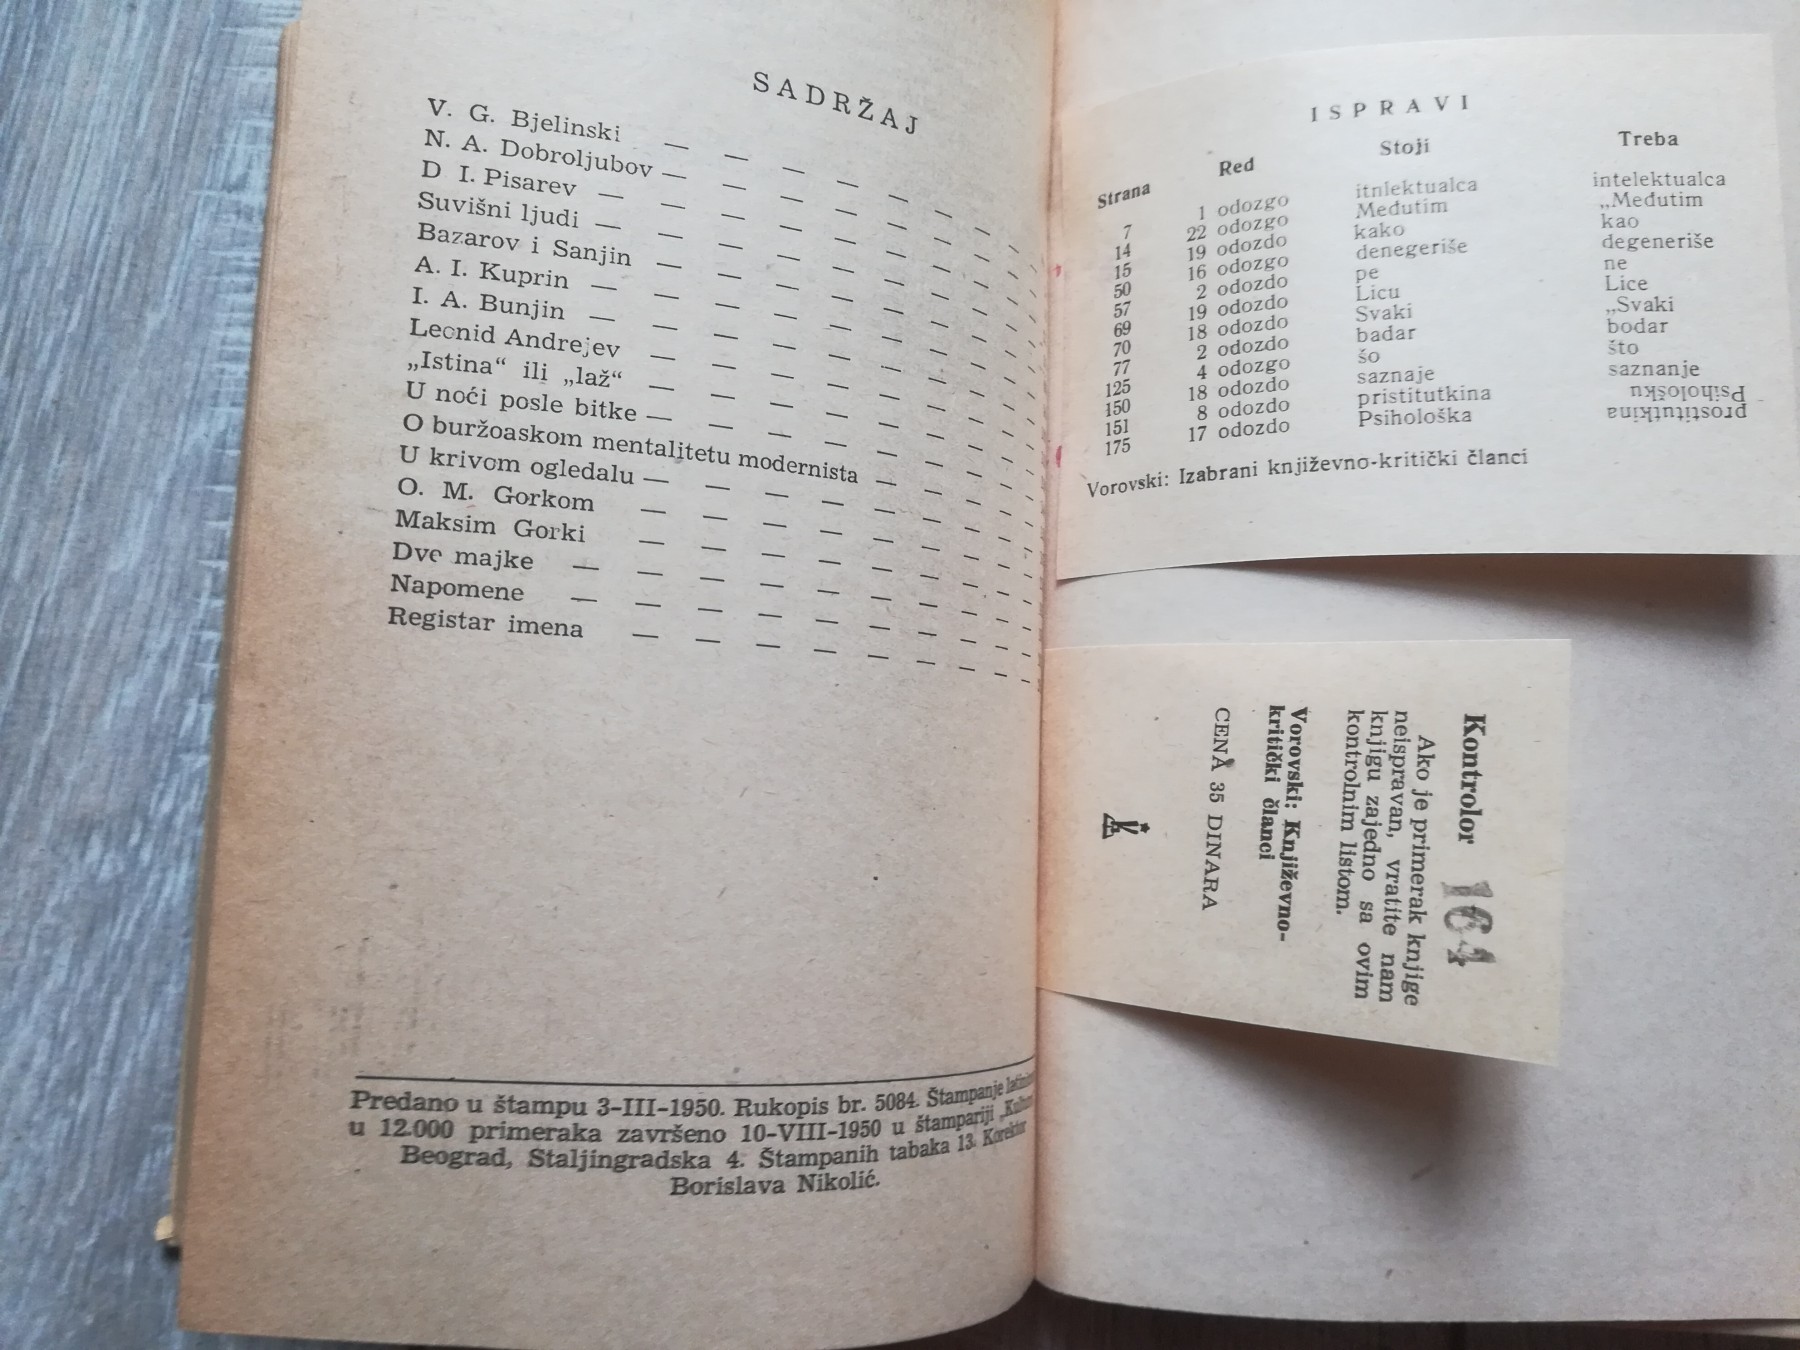 SADRŽAJ
V. G. Bjelinski — — — — — — — —
N. A. Dobroljubov — — — — — — — —
D I. Pisarev — — — — — — — — —
Suvišni ljudi — — — — — — — — —
Bazarov i Sanjin — — — — — — — —
A. I. Kuprin — — — — — — — — —
I. A. Bunjin — — — — — — — — —
Leonid Andrejev — — — — — — — —
„Istina“ ili „laž“ — — — — — — — —
U noći posle bitke — — — — — — — —
O buržoaskom mentalitetu modernista — — — —
U krivom ogledalu — — — — — — — —
O. M. Gorkom — — — — — — — —
Maksim Gorki — — — — — — — —
Dve majke — — — — — — — — —
Napomene — — — — — — — — —
Registar imena — — — — — — — —
Predano u štampu 3-III-1950. Rukopis br. 5084. Štampanje
u 12.000 primeraka završeno 10-VIII-1950 u štampariji
Beograd, Staljingradska 4. Štampanih tabaka 13. Korektor
Borislava Nikolić.
ISPRAVI
Strana Red Stoji Treba
7 1 odozgo itnlektualca intelektualca
14 22 odozgo Međutim „Međutim
15 19 odozdo kako kao
50 16 odozgo denegeriše degeneriše
57 2 odozdo pe ne
69 19 odozdo Licu Lice
70 18 odozdo Svaki „Svaki
77 2 odozdo badar bodar
125 4 odozgo šo što
150 18 odozdo saznaje saznanje
151 8 odozdo pristitutkina Psihološku
175 17 odozdo Psihološka prostitutkina
Vorovski: Izabrani književno-kritički članci
Kontrolor 164
Ako je primerak knjige
neispravan, vratite nam
knjigu zajedno sa ovim
kontrolnim listom.
Vorovski: Književno-
kritički članci
CENA 35 DINARA